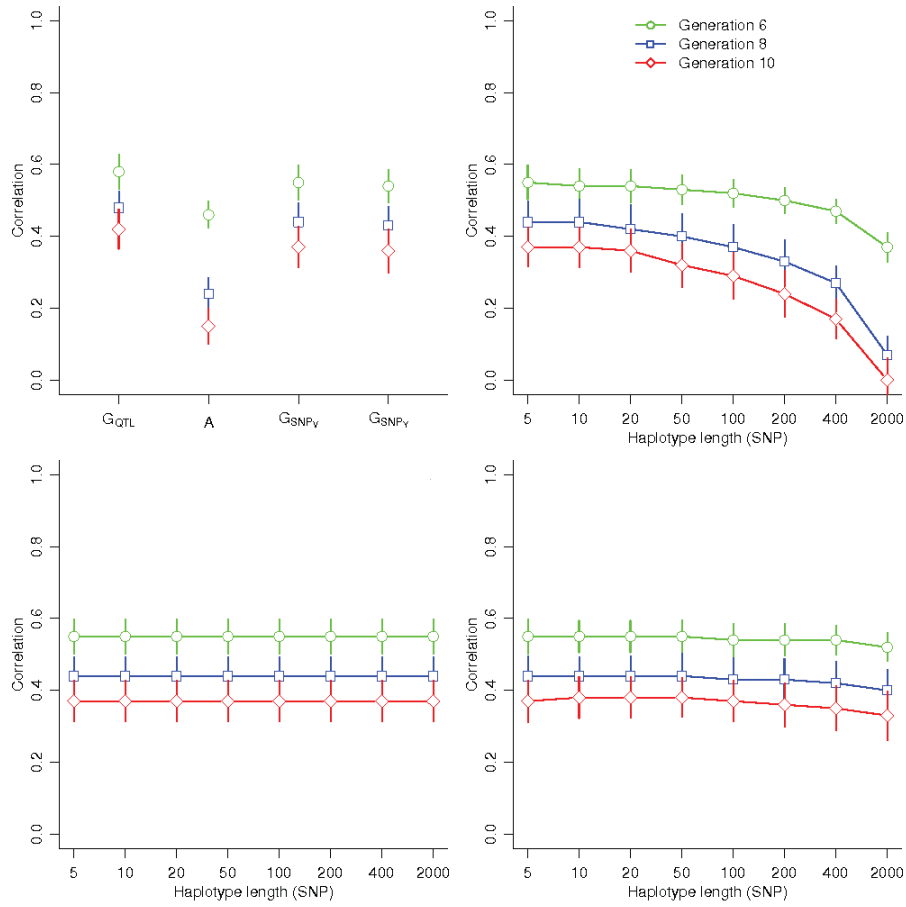 Correlation
0.0 0.2 0.4 0.6 0.8 1.0
GQTL A GSNPV GSNPY
Generation 6
Generation 8
Generation 10
Correlation
0.0 0.2 0.4 0.6 0.8 1.0
5 10 20 50 100 200 400 2000
Haplotype length (SNP)
Correlation
0.0 0.2 0.4 0.6 0.8 1.0
5 10 20 50 100 200 400 2000
Haplotype length (SNP)
Correlation
0.0 0.2 0.4 0.6 0.8 1.0
5 10 20 50 100 200 400 2000
Haplotype length (SNP)